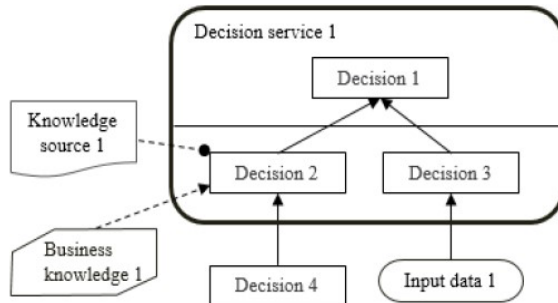 Decision service 1
Decision 1
Knowledge
source 1
Decision 2
Decision 3
Business
knowledge 1
Decision 4
Input data 1